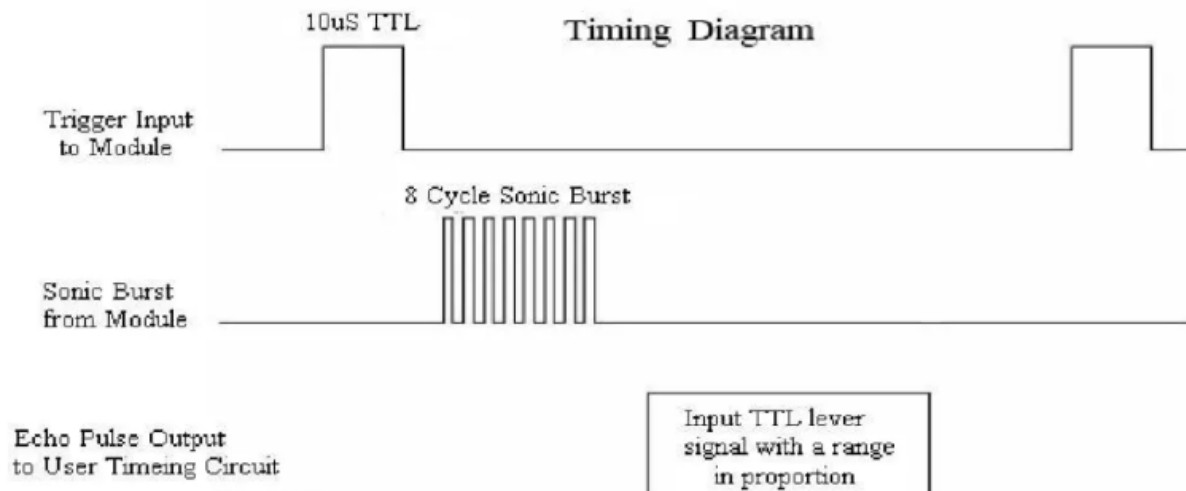 10uS TTL
Timing Diagram
Trigger Input
to Module
8 Cycle Sonic Burst
Sonic Burst
from Module
Echo Pulse Output
to User Timeing Circuit
Input TTL lever
signal with a range
in proportion